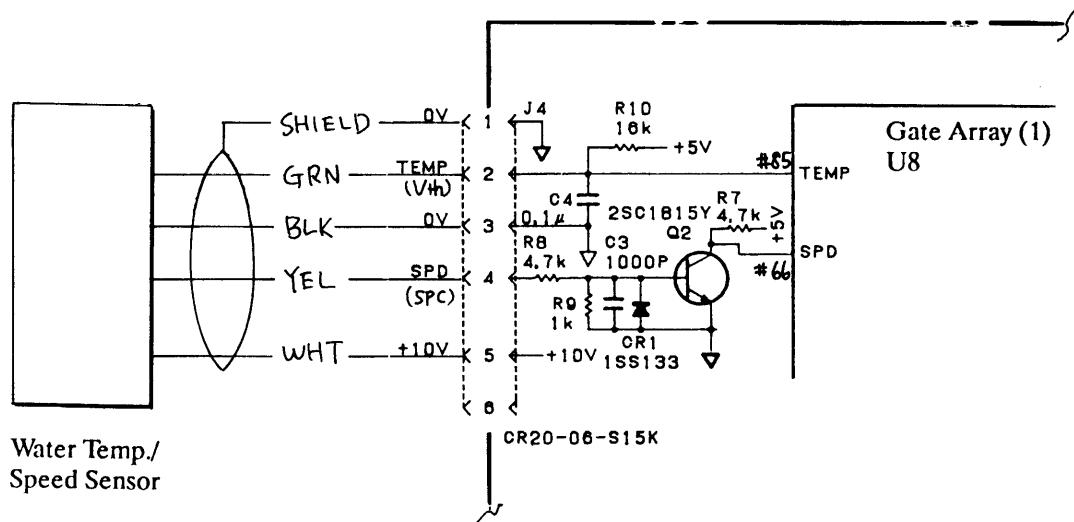 SHIELD 0V 1 J4
R10
16k
+5V
Gate Array (1)
U8
GRN TEMP 2 #85 TEMP
(Vth)
C4
0.1μ
BLK 0V 3
2SC1815Y
Q2
R7
4.7k
+5V
R8
4.7k
C3
1000P
SPD
#66
YEL SPD 4
(SPC)
R9
1k
CR1
1SS133
WHT +10V 5 +10V
6
CR20-06-S15K
Water Temp./
Speed Sensor